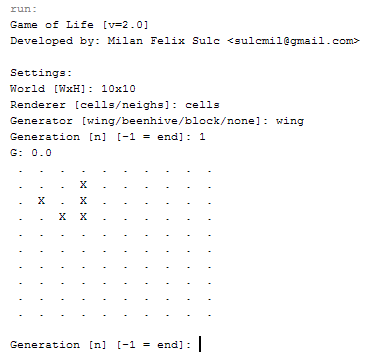 run:
Game of Life [v=2.0]
Developed by: Milan Felix Sulc <sulcmil@gmail.com>
Settings:
World [WxH]: 10x10
Renderer [cells/neighs]: cells
Generator [wing/beenhive/block/none]: wing
Generation [n] [-1 = end]: 1
G: 0.0
. . . . . . . . . .
. . . X . . . . . .
. X . X . . . . . .
. . X X . . . . . .
. . . . . . . . . .
. . . . . . . . . .
. . . . . . . . . .
. . . . . . . . . .
Generation [n] [-1 = end]: